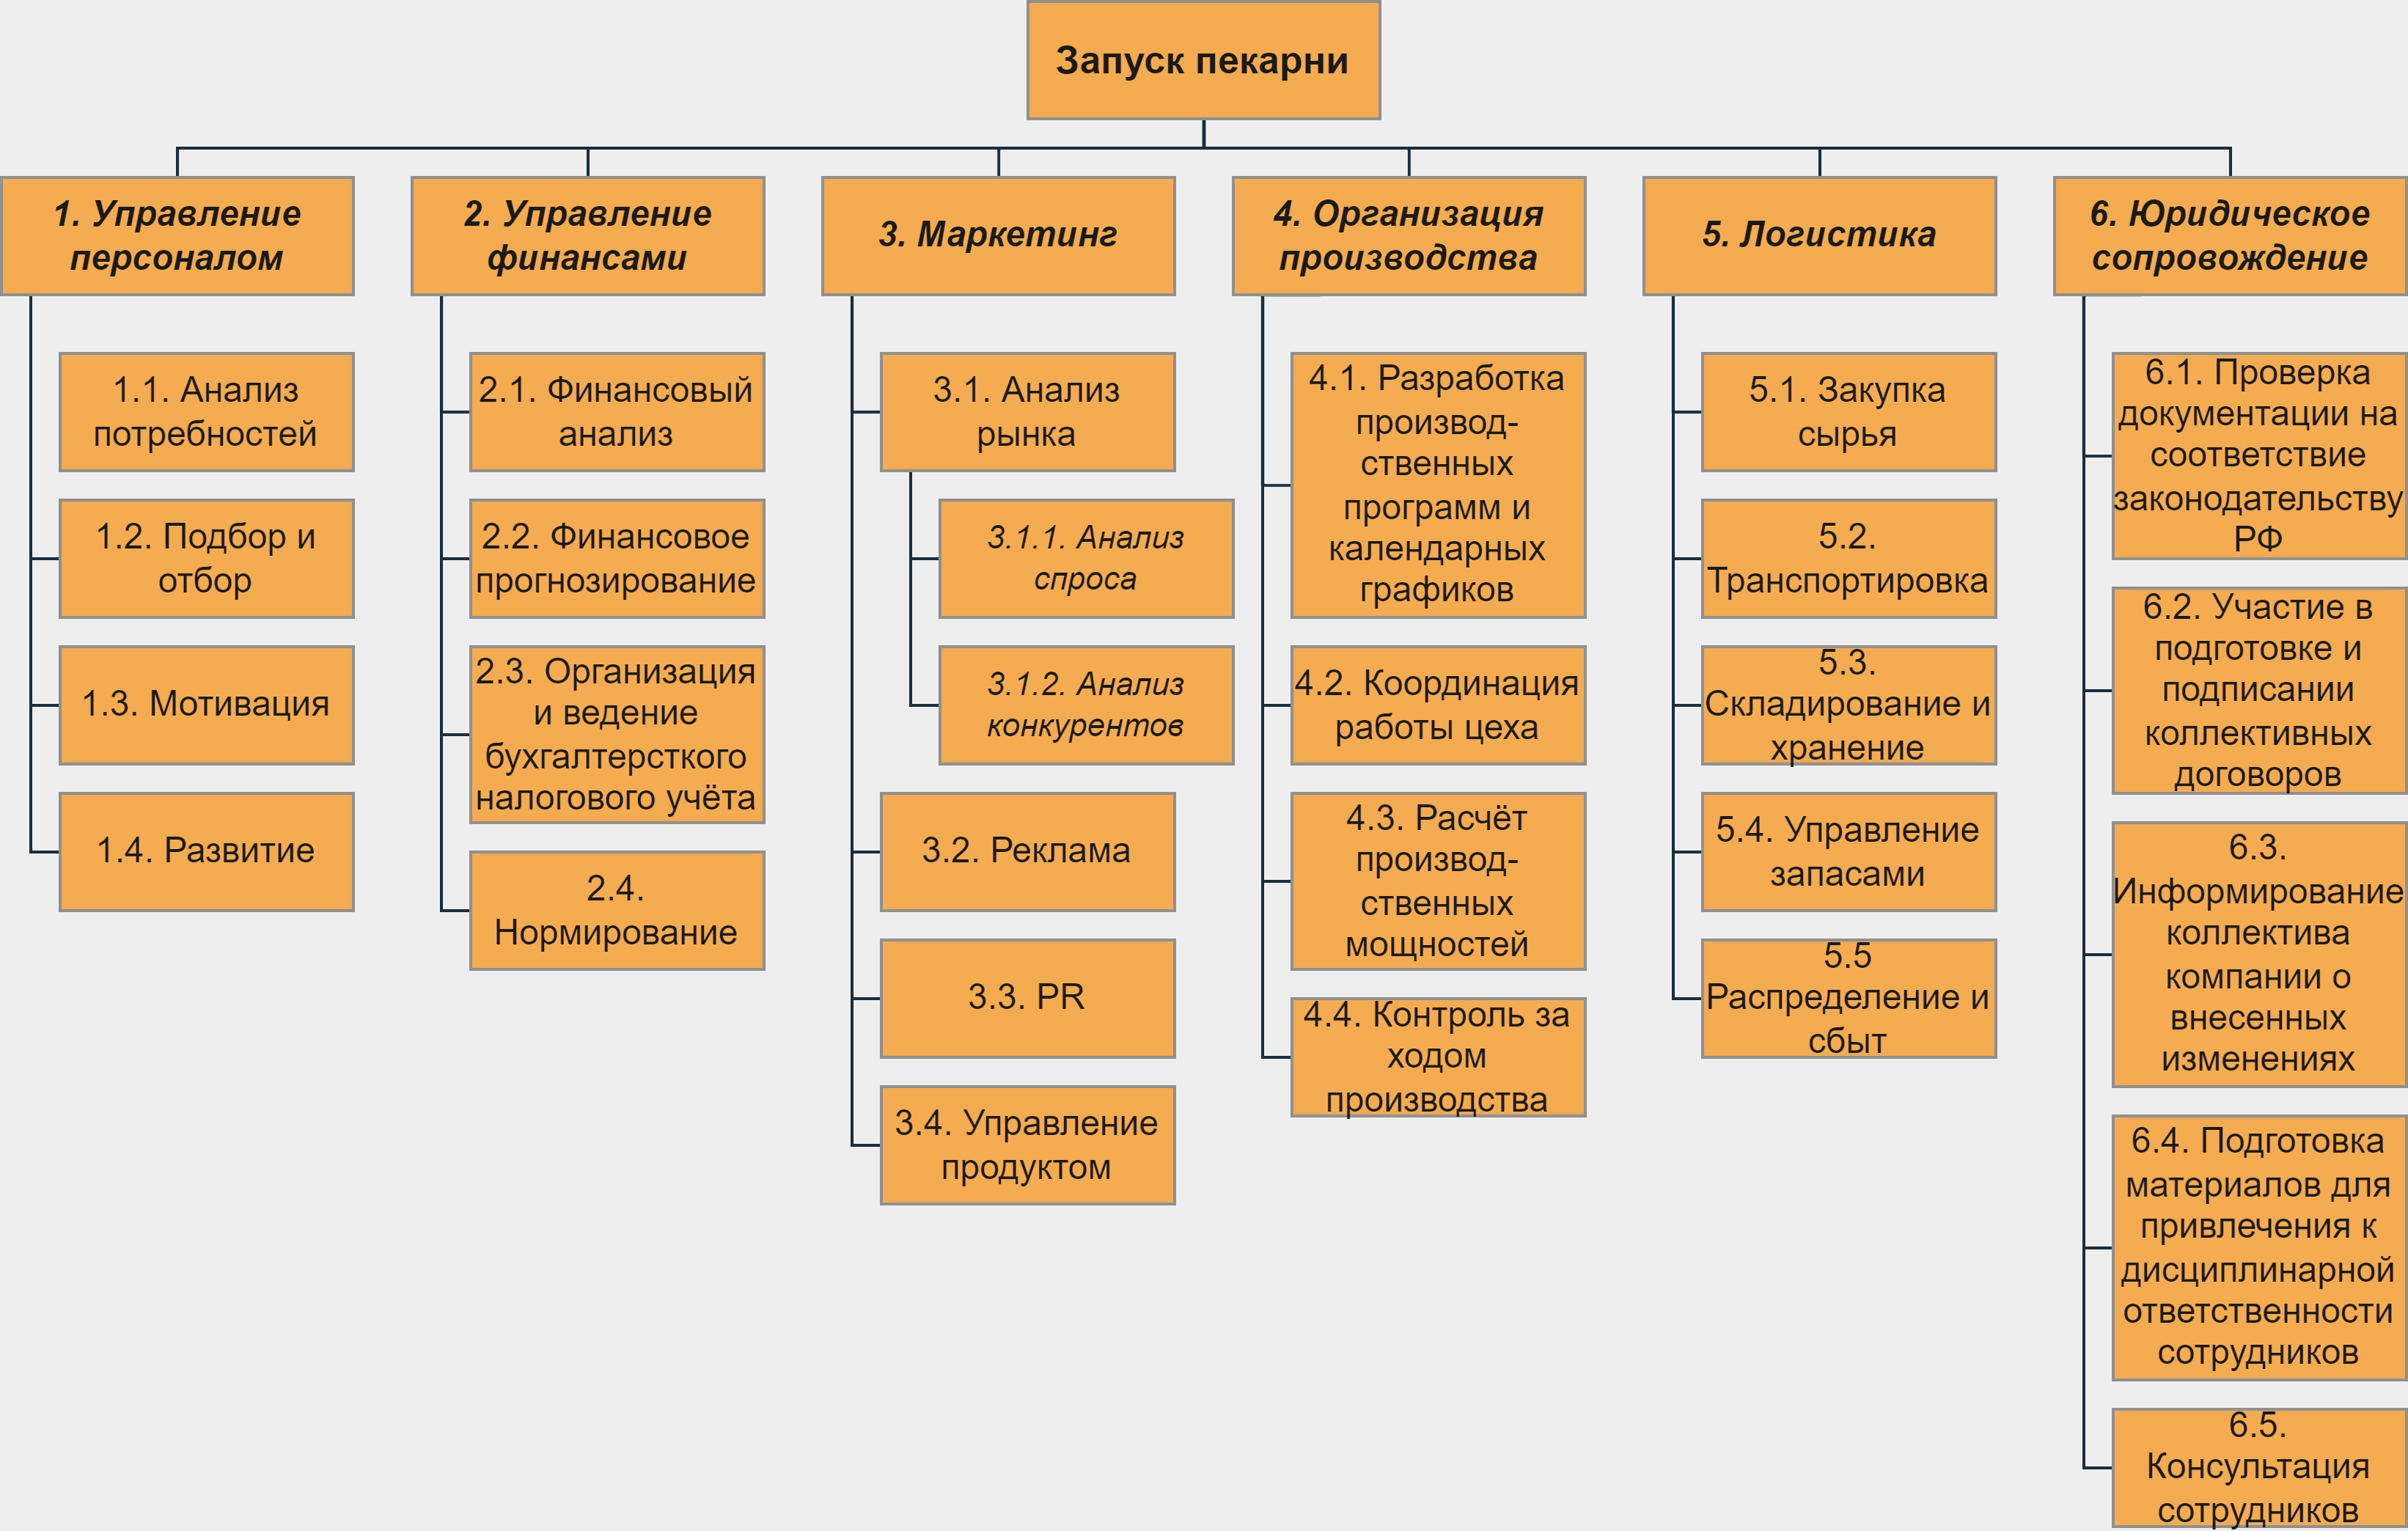 Запуск пекарни
1. Управление
персоналом
1.1. Анализ
потребностей
1.2. Подбор и
отбор
1.3. Мотивация
1.4. Развитие
2. Управление
финансами
2.1. Финансовый
анализ
2.2. Финансовое
прогнозирование
2.3. Организация
и ведение
бухгалтерсткого
налогового учёта
2.4.
Нормирование
3. Маркетинг
3.1. Анализ
рынка
3.1.1. Анализ
спроса
3.1.2. Анализ
конкурентов
3.2. Реклама
3.3. PR
3.4. Управление
продуктом
4. Организация
производства
4.1. Разработка
производ-
ственных
программ и
календарных
графиков
4.2. Координация
работы цеха
4.3. Расчёт
производ-
ственных
мощностей
4.4. Контроль за
ходом
производства
5. Логистика
5.1. Закупка
сырья
5.2.
Транспортировка
5.3.
Складирование и
хранение
5.4. Управление
запасами
5.5
Распределение и
сбыт
6. Юридическое
сопровождение
6.1. Проверка
документации на
соответствие
законодательству
РФ
6.2. Участие в
подготовке и
подписании
коллективных
договоров
6.3.
Информирование
коллектива
компании о
внесенных
изменениях
6.4. Подготовка
материалов для
привлечения к
дисциплинарной
ответственности
сотрудников
6.5.
Консультация
сотрудников